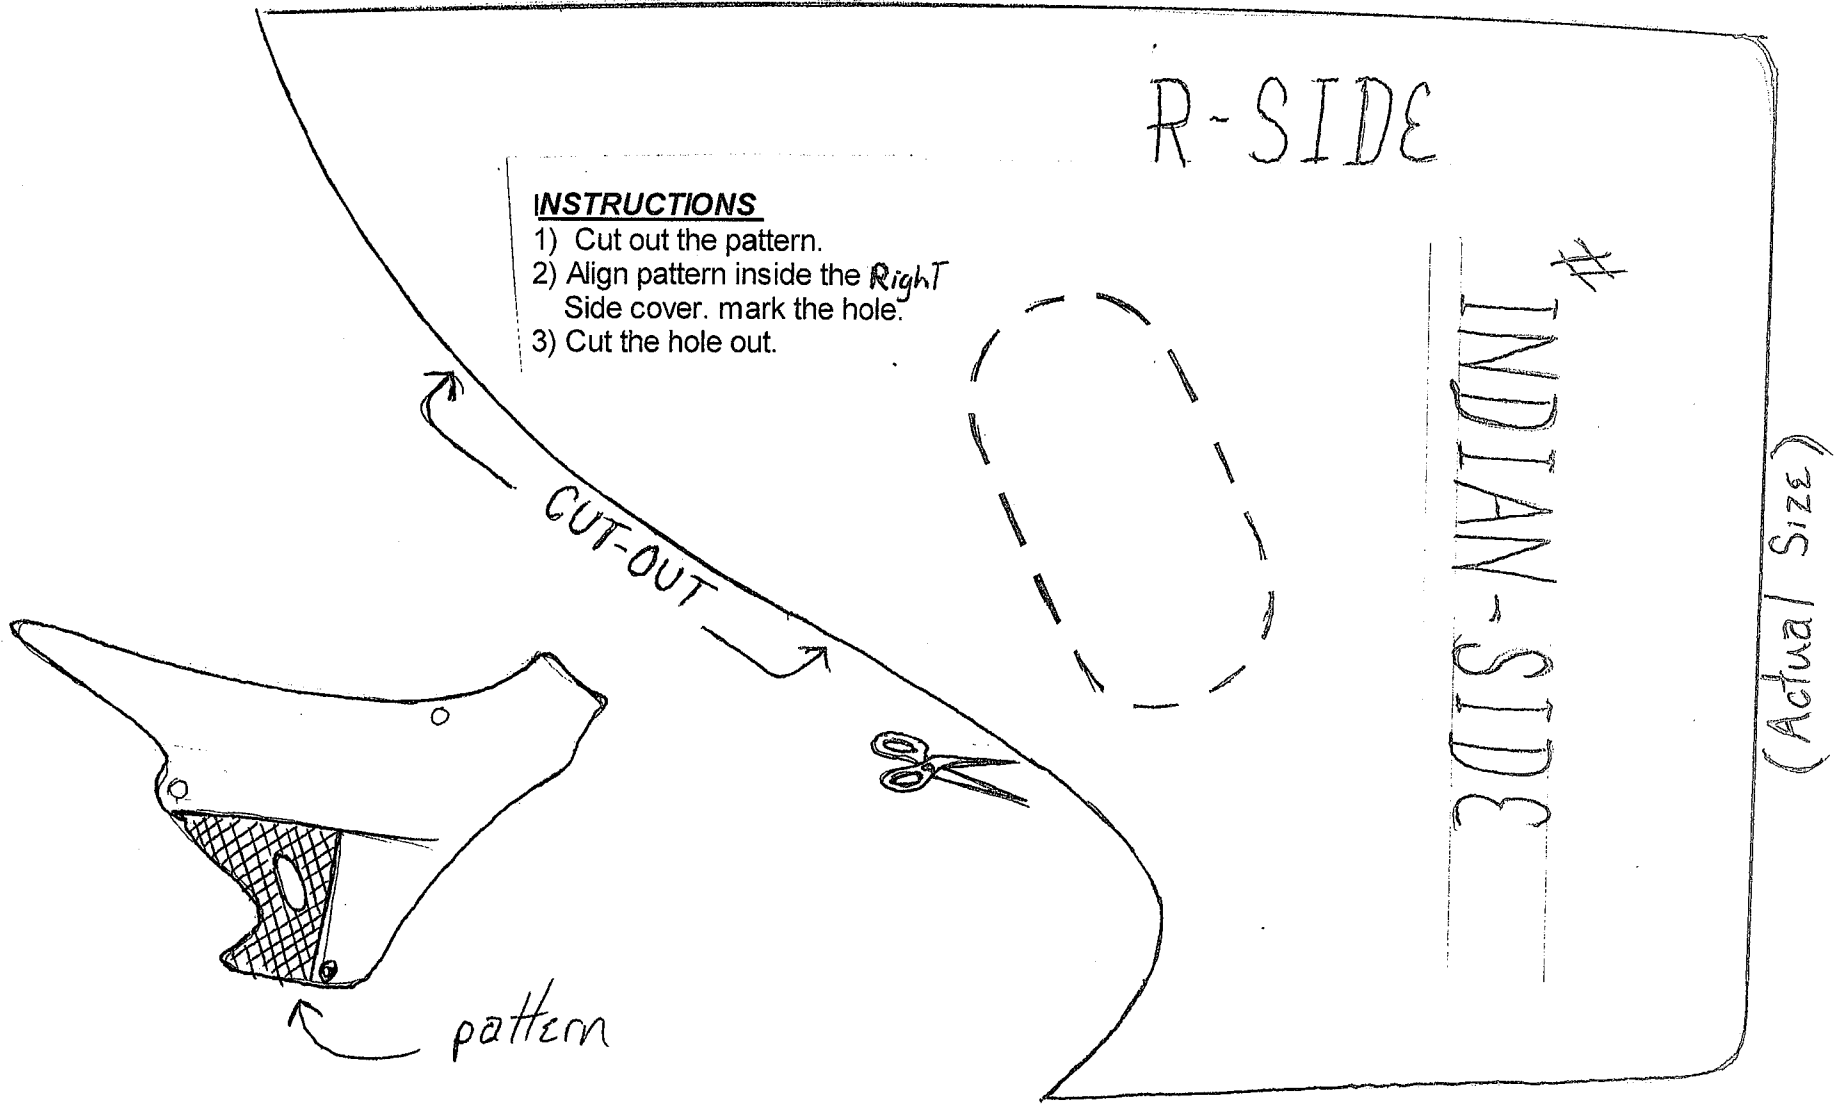 R-SIDE
INSTRUCTIONS
1) Cut out the pattern.
2) Align pattern inside the RighT
Side cover. mark the hole.
3) Cut the hole out.
# INDIAN-SIDE
(Actual Size)
CUT-OUT
pattern